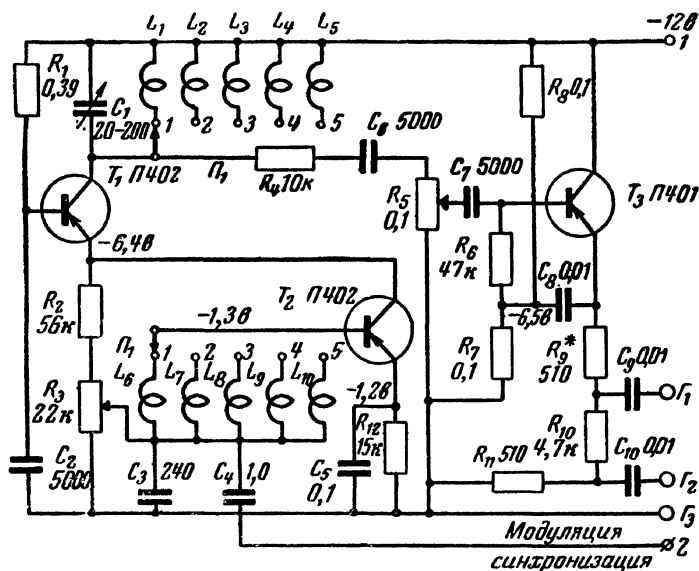 L₁ L₂ L₃ L₄ L₅
-12в
1
R₁
0,39
C₁
20-200
1 2 3 4 5
R₈ 0,1
C₆ 5000
П₁
R₄ 10к
C₇ 5000
T₁ П402
R₅
0,1
T₃ П401
-6,4в
R₆
47к
T₂ П402
C₈ 0,01
R₂
56к
-1,3в
-6,5в
П₁
1 2 3 4 5
R₇
0,1
R₉*
510
C₉ 0,01
L₆ L₇ L₈ L₉ L₁₀
R₃
22к
-1,2в
Г₁
R₁₂
15к
R₁₀
4,7к
C₁₀ 0,01
R₁₁ 510
C₂
5000
C₃ 240
C₄ 1,0
C₅
0,1
Г₂
Г₃
Модуляция
2
синхронизация